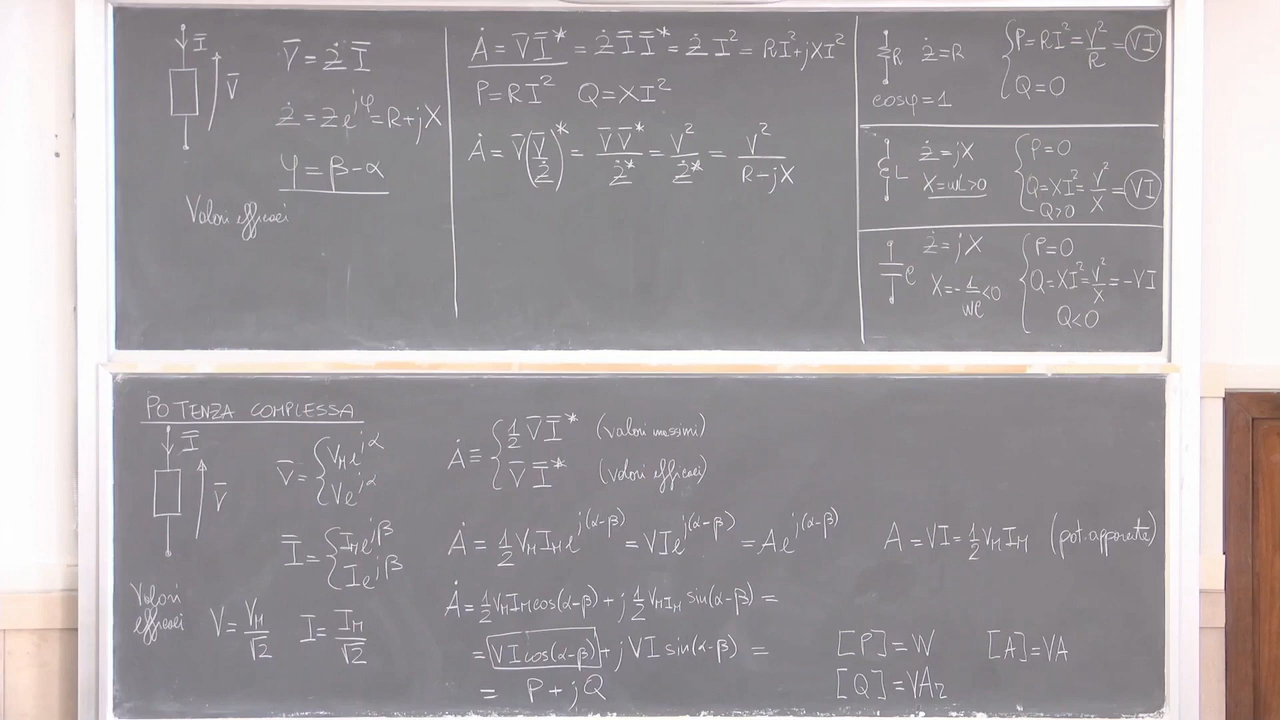 I̅
V̅
V̅ = Ż I̅
Ż = Z e^{jφ} = R + jX
φ = β - α
Valori efficaci
Ȧ = V̅ I̅* = Ż I̅ I̅* = Ż I² = RI² + jXI²
P = RI² Q = XI²
Ȧ = V̅ (V̅/Ż)* = V̅ V̅*/Ż* = V²/Ż* = V²/(R - jX)
R Ż = R
cosφ = 1
P = RI² = V²/R = VI
Q = 0
L Ż = jX
X = ωL > 0
P = 0
Q = XI² = V²/X = VI
Q > 0
C Ż = jX
X = -1/ωC < 0
P = 0
Q = XI² = V²/X = -VI
Q < 0
POTENZA COMPLESSA
I̅
V̅
V̅ = { V_M e^{jα}
V e^{jα}
I̅ = { I_M e^{jβ}
I e^{jβ}
Valori
efficaci
V = V_M/√2 I = I_M/√2
Ȧ ≡ { 1/2 V̅ I̅* (valori massimi)
V̅ I̅* (valori efficaci)
Ȧ = 1/2 V_M I_M e^{j(α-β)} = VI e^{j(α-β)} = A e^{j(α-β)}
A = VI = 1/2 V_M I_M (pot. apparente)
Ȧ = 1/2 V_M I_M cos(α-β) + j 1/2 V_M I_M sin(α-β) =
= VI cos(α-β) + j VI sin(α-β) =
= P + jQ
[P] = W [A] = VA
[Q] = VAr